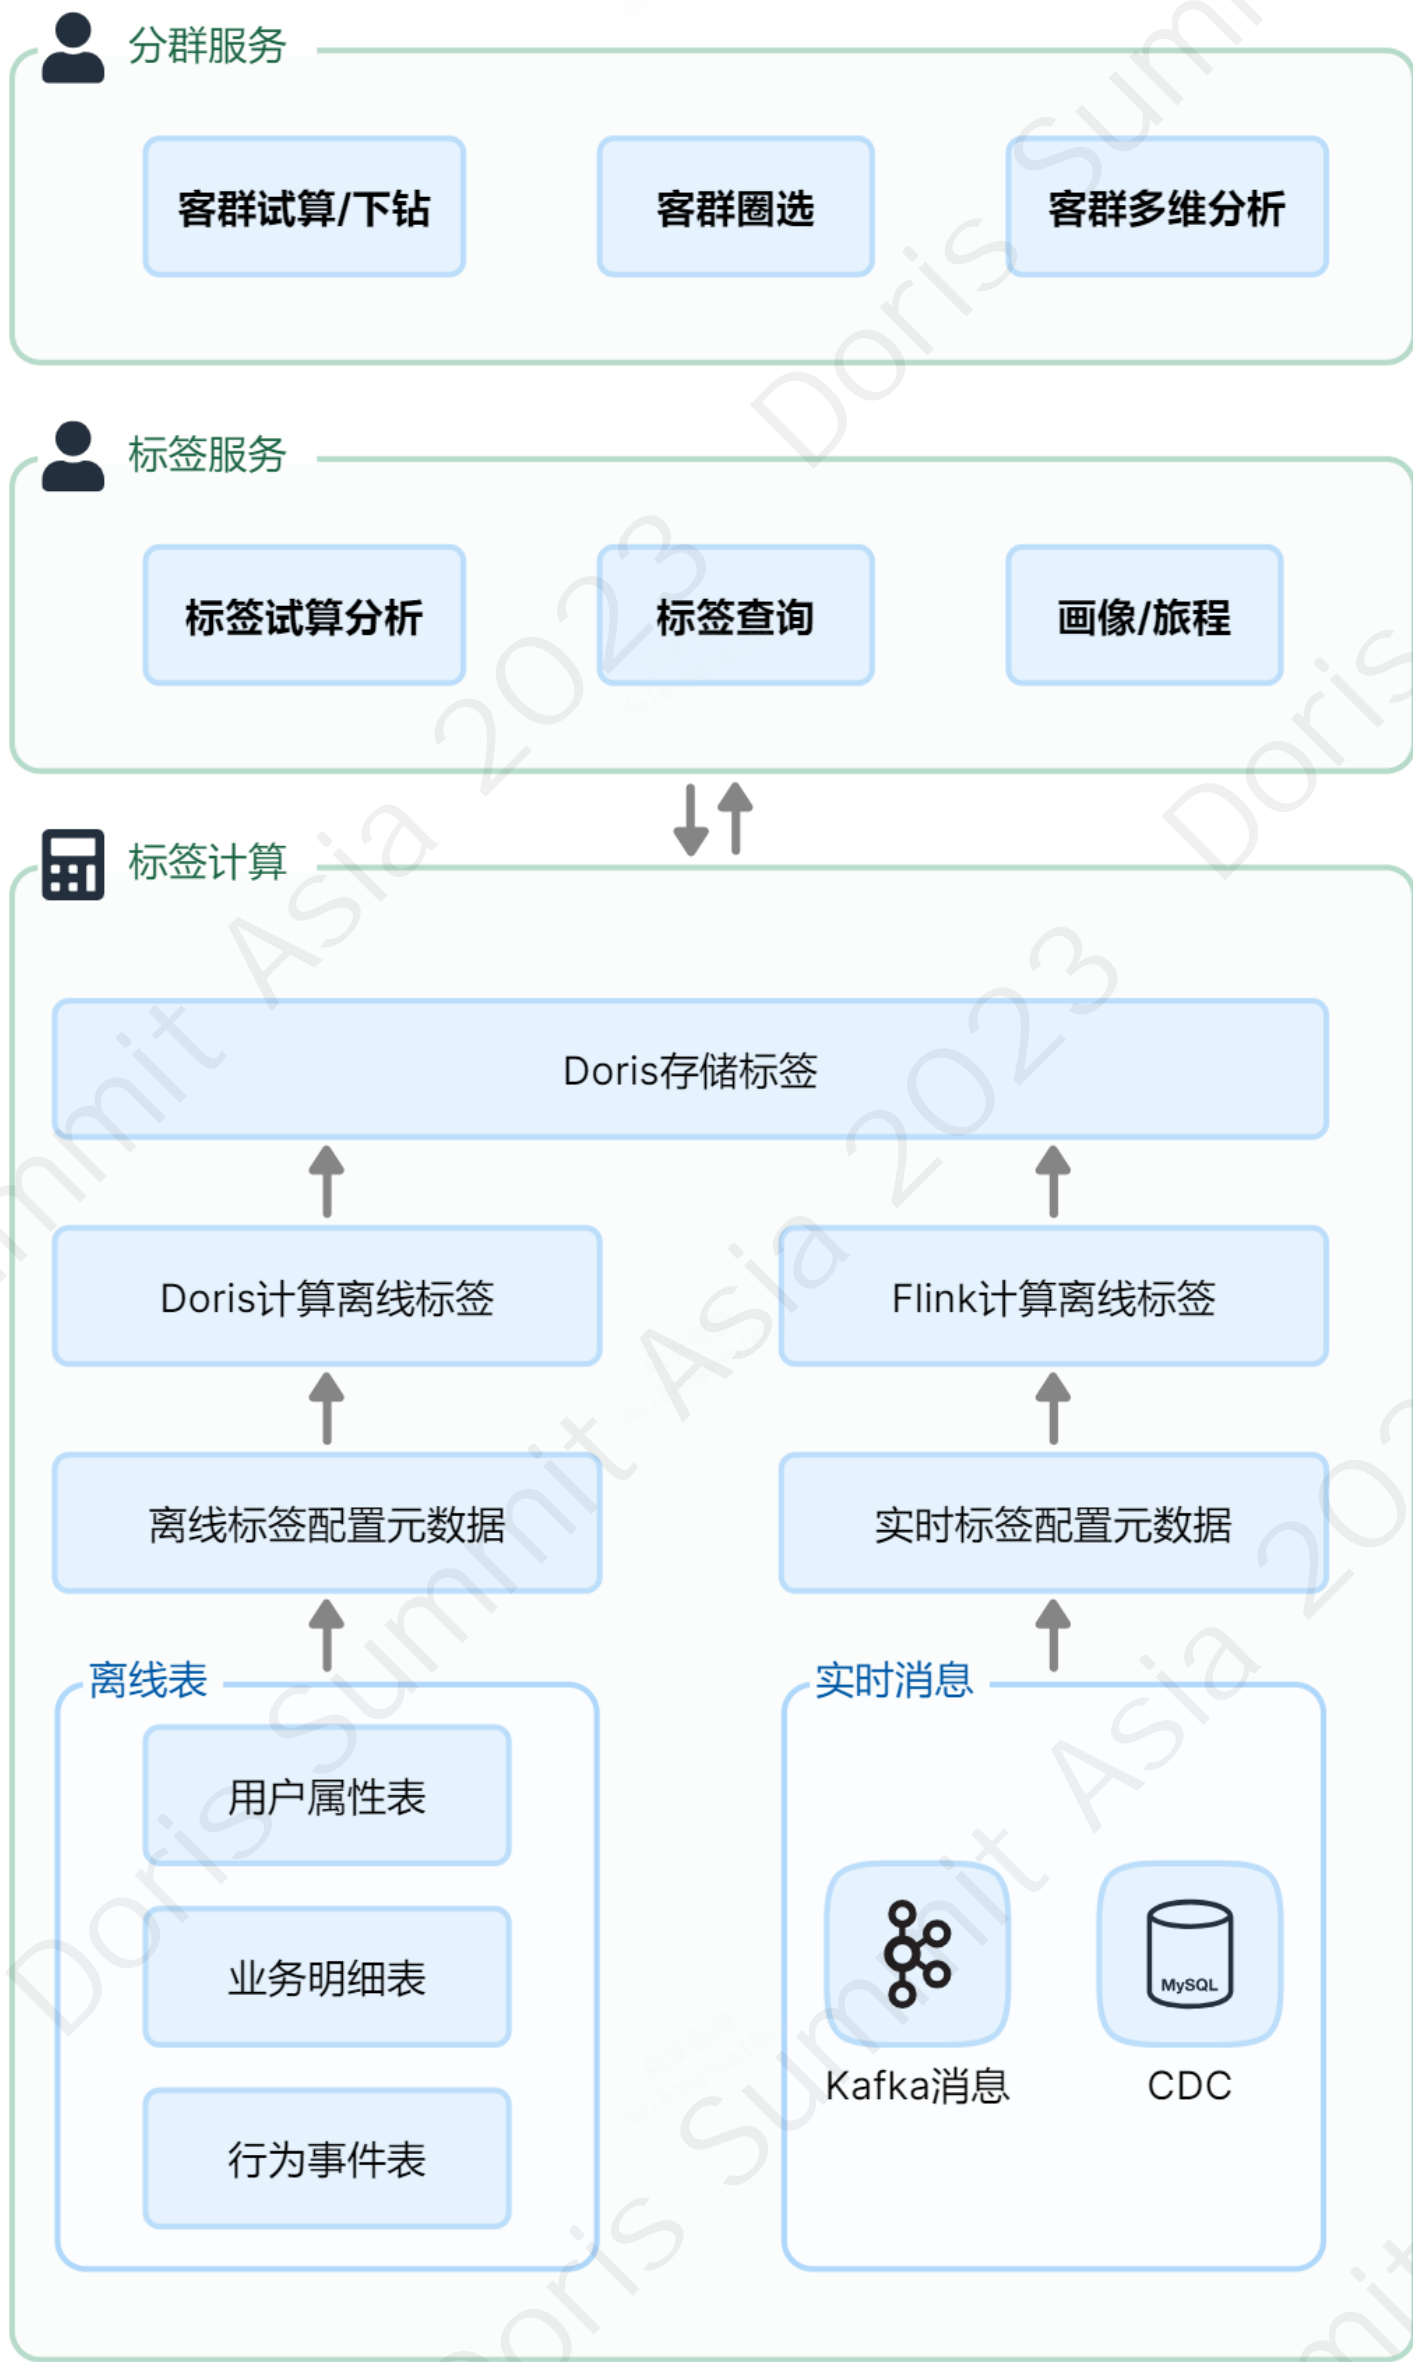 分群服务
客群试算/下钻
客群圈选
客群多维分析
标签服务
标签试算分析
标签查询
画像/旅程
标签计算
Doris存储标签
Doris计算离线标签
Flink计算离线标签
离线标签配置元数据
实时标签配置元数据
离线表
实时消息
用户属性表
业务明细表
行为事件表
MySQL
Kafka消息
CDC
Doris Summit Asia 2023